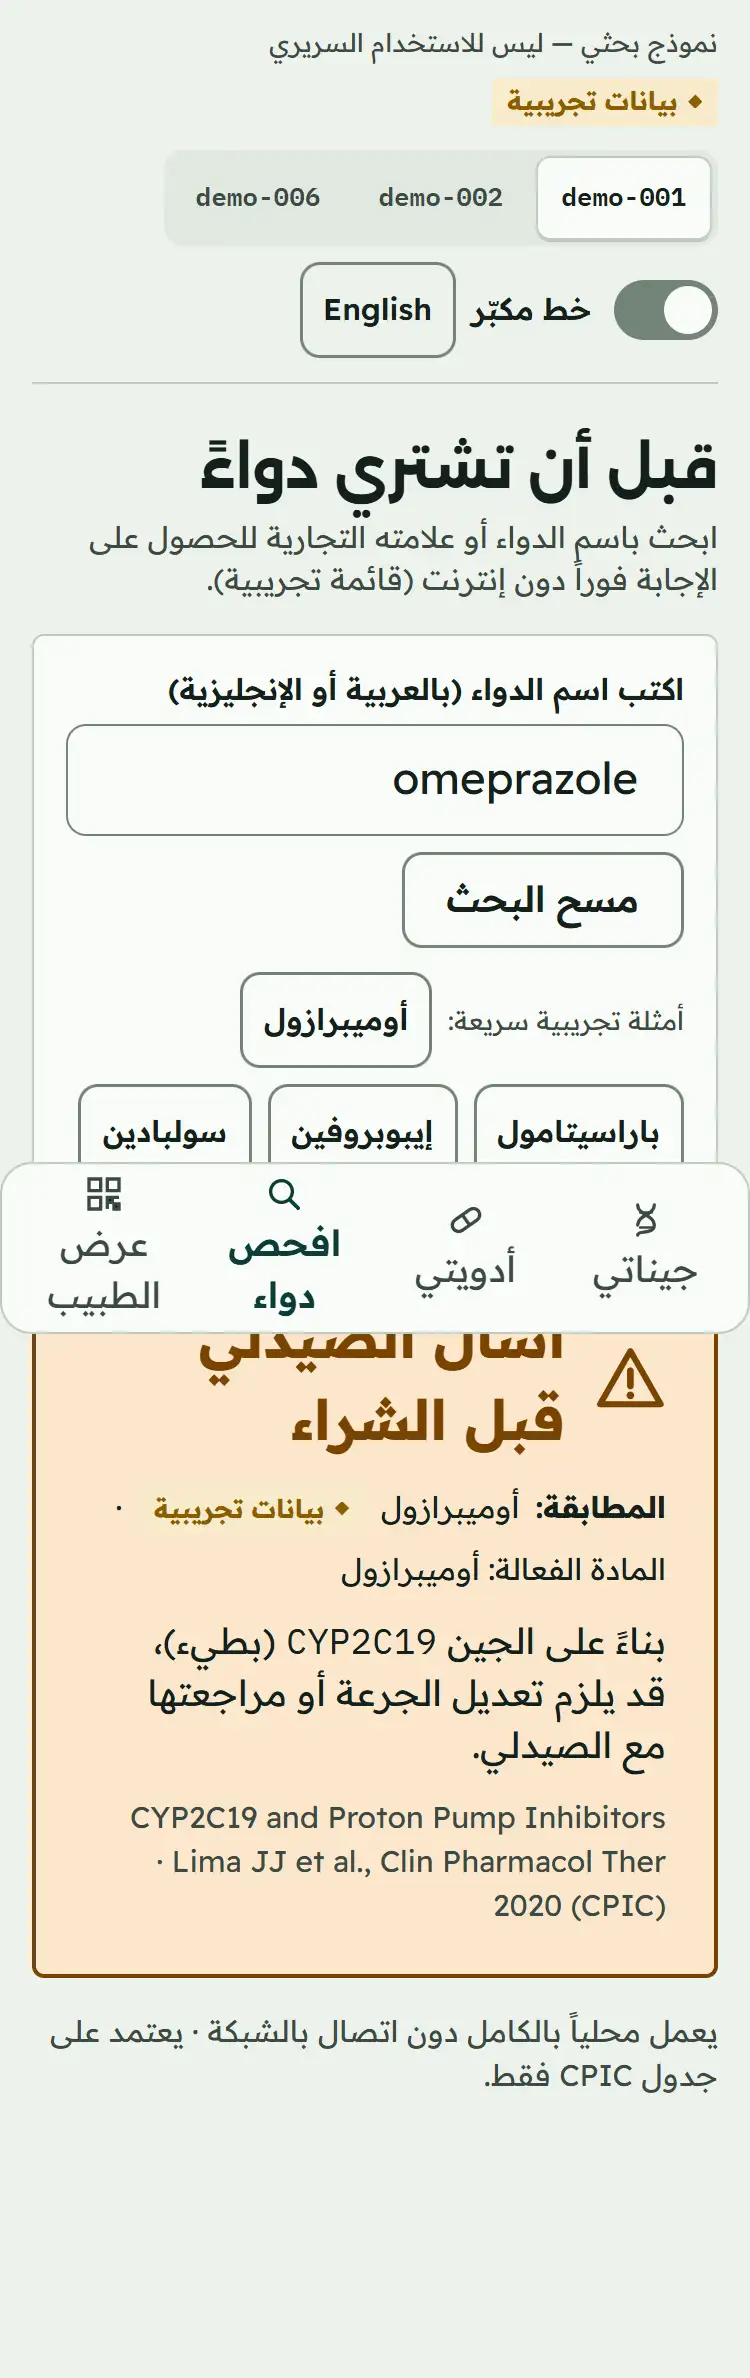 نموذج بحثي — ليس للاستخدام السريري
◆ بيانات تجريبية
demo-001 demo-002 demo-006
خط مكبّر English
قبل أن تشتري دواءً
ابحث باسم الدواء أو علامته التجارية للحصول على
الإجابة فوراً دون إنترنت (قائمة تجريبية).
اكتب اسم الدواء (بالعربية أو الإنجليزية)
omeprazole
مسح البحث
أمثلة تجريبية سريعة: أوميبرازول
باراسيتامول إيبوبروفين سولبادين
جيناتي
أدويتي
افحص
دواء
عرض
الطبيب
اسأل الصيدلي
قبل الشراء
المطابقة: أوميبرازول ◆ بيانات تجريبية ·
المادة الفعالة: أوميبرازول
بناءً على الجين CYP2C19 (بطيء)،
قد يلزم تعديل الجرعة أو مراجعتها
مع الصيدلي.
CYP2C19 and Proton Pump Inhibitors
· Lima JJ et al., Clin Pharmacol Ther
2020 (CPIC)
يعمل محلياً بالكامل دون اتصال بالشبكة · يعتمد على
جدول CPIC فقط.